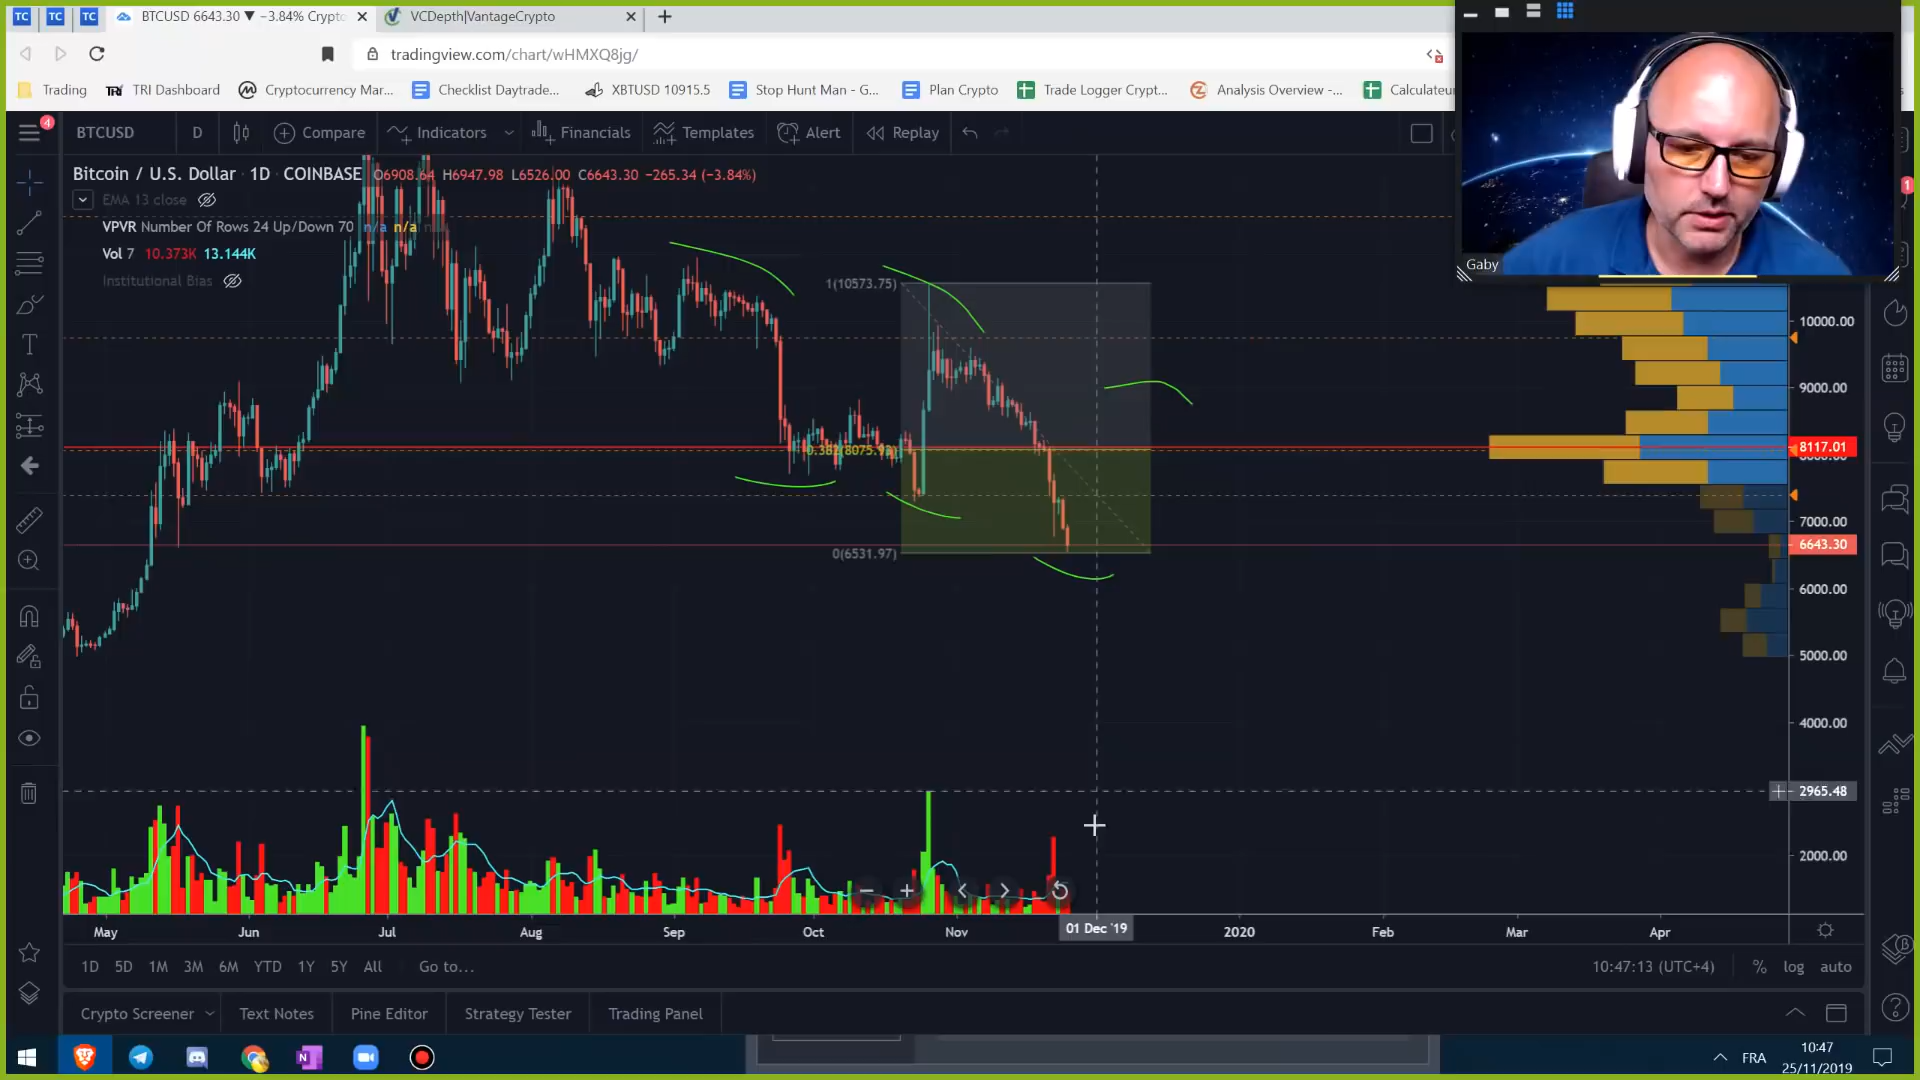 TC
TC
TC
BTCUSD 6643.30 ▼ −3.84% Crypto
VCDepth|VantageCrypto
tradingview.com/chart/wHMXQ8jg/
Trading
TRI Dashboard
Cryptocurrency Mar...
Checklist Daytrade...
XBTUSD 10915.5
Stop Hunt Man - G...
Plan Crypto
Trade Logger Crypt...
Analysis Overview -...
Calculateu
4
BTCUSD
D
Compare
Indicators
Financials
Templates
Alert
Replay
Bitcoin / U.S. Dollar · 1D · COINBASE O6908.64 H6947.98 L6526.00 C6643.30 −265.34 (−3.84%)
EMA 13 close
VPVR Number Of Rows 24 Up/Down 70 n/a n/a
Vol 7 10.373K 13.144K
Institutional Bias
Gaby
1
1(10573.75)
0.382(8075.93)
0(6531.97)
10000.00
9000.00
8117.01
7000.00
6643.30
6000.00
5000.00
4000.00
2965.48
2000.00
May
Jun
Jul
Aug
Sep
Oct
Nov
01 Dec '19
2020
Feb
Mar
Apr
1D 5D 1M 3M 6M YTD 1Y 5Y All Go to...
10:47:13 (UTC+4) % log auto
Crypto Screener
Text Notes
Pine Editor
Strategy Tester
Trading Panel
FRA
10:47
25/11/2019